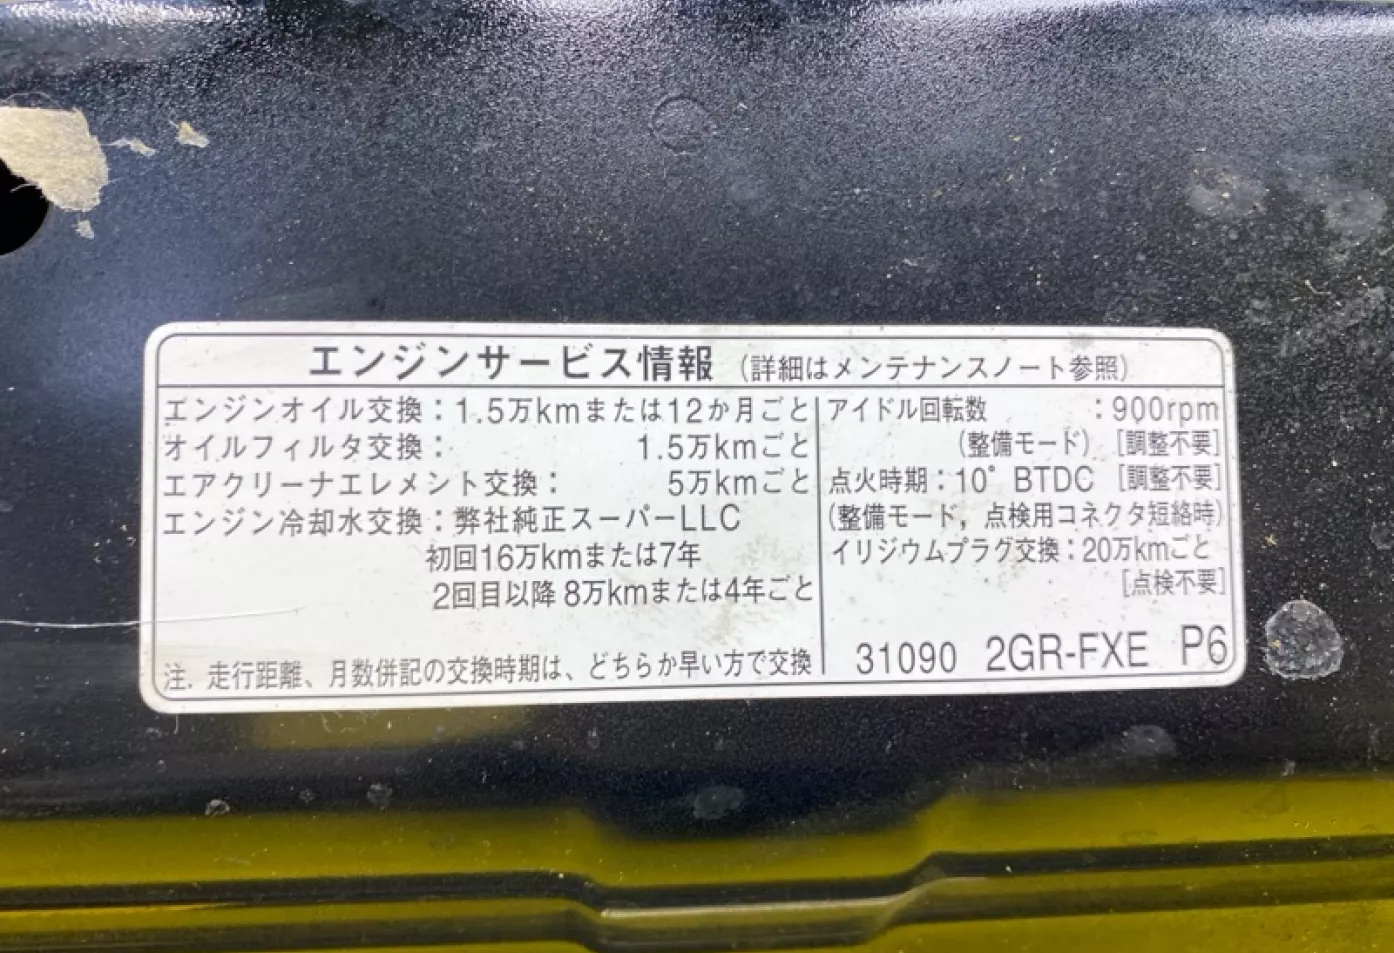 エンジンサービス情報 (詳細はメンテナンスノート参照)
エンジンオイル交換：1.5万kmまたは12か月ごと
オイルフィルタ交換： 1.5万kmごと
エアクリーナエレメント交換： 5万kmごと
エンジン冷却水交換：弊社純正スーパーLLC
初回16万kmまたは7年
2回目以降 8万kmまたは4年ごと
注. 走行距離、月数併記の交換時期は、どちらか早い方で交換
アイドル回転数 ：900rpm
(整備モード) [調整不要]
点火時期：10° BTDC [調整不要]
(整備モード, 点検用コネクタ短絡時)
イリジウムプラグ交換：20万kmごと
[点検不要]
31090 2GR-FXE P6